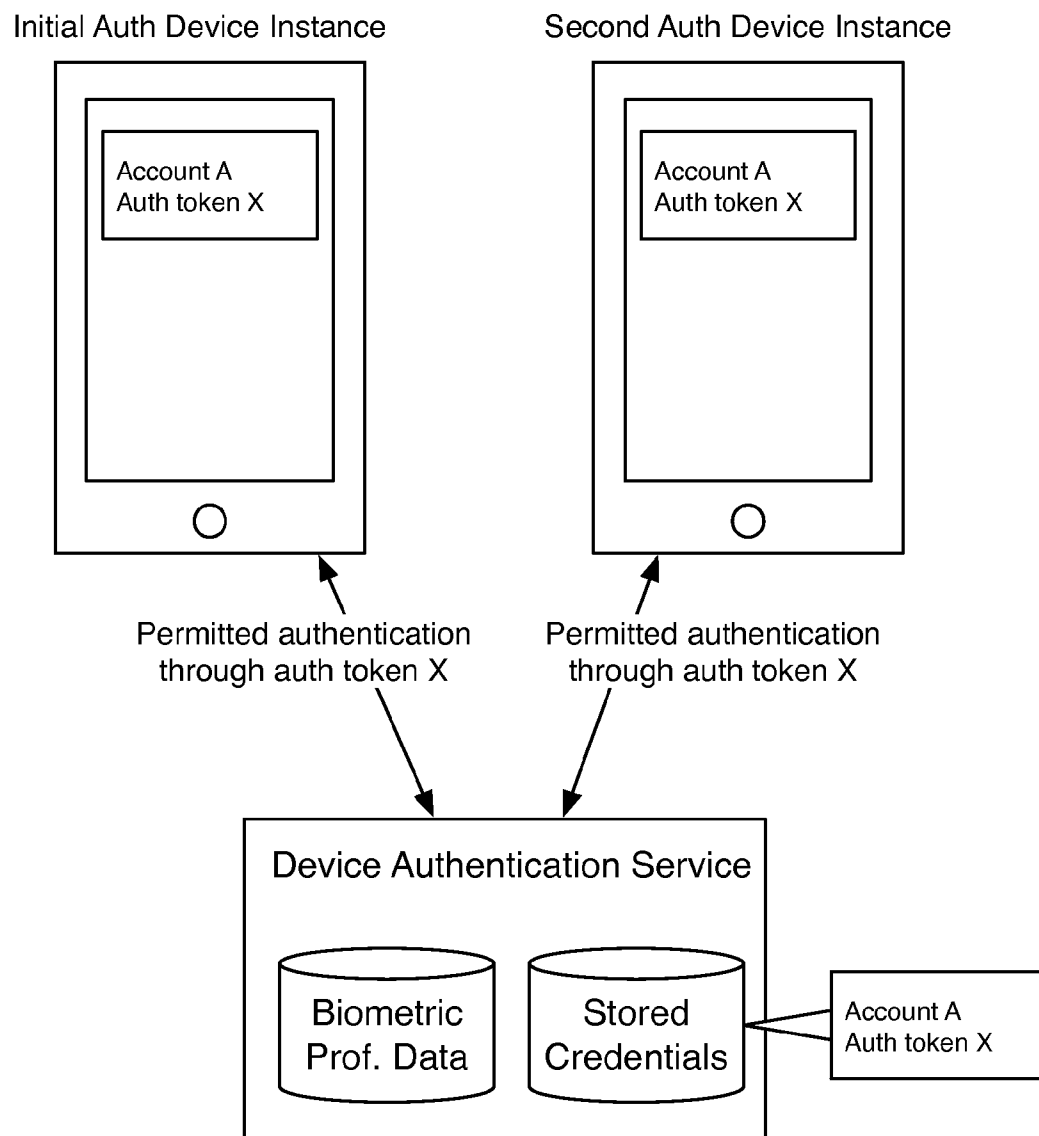 Initial Auth Device Instance
Second Auth Device Instance
Account A
Auth token X
Account A
Auth token X
Permitted authentication
through auth token X
Permitted authentication
through auth token X
Device Authentication Service
Biometric
Prof. Data
Stored
Credentials
Account A
Auth token X